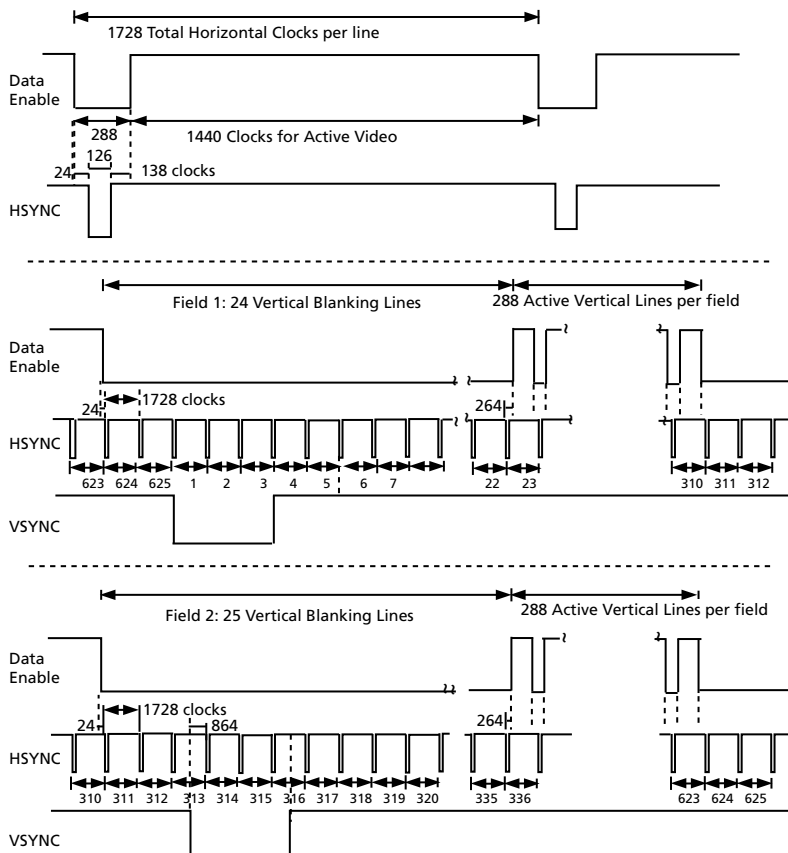 1728 Total Horizontal Clocks per line
Data
Enable
288
1440 Clocks for Active Video
126
24
138 clocks
HSYNC
Field 1: 24 Vertical Blanking Lines
288 Active Vertical Lines per field
Data
Enable
1728 clocks
24
264
HSYNC
623 624 625 1 2 3 4 5 6 7 22 23 310 311 312
VSYNC
Field 2: 25 Vertical Blanking Lines
288 Active Vertical Lines per field
Data
Enable
1728 clocks
24
864
264
HSYNC
310 311 312 313 314 315 316 317 318 319 320 335 336 623 624 625
VSYNC